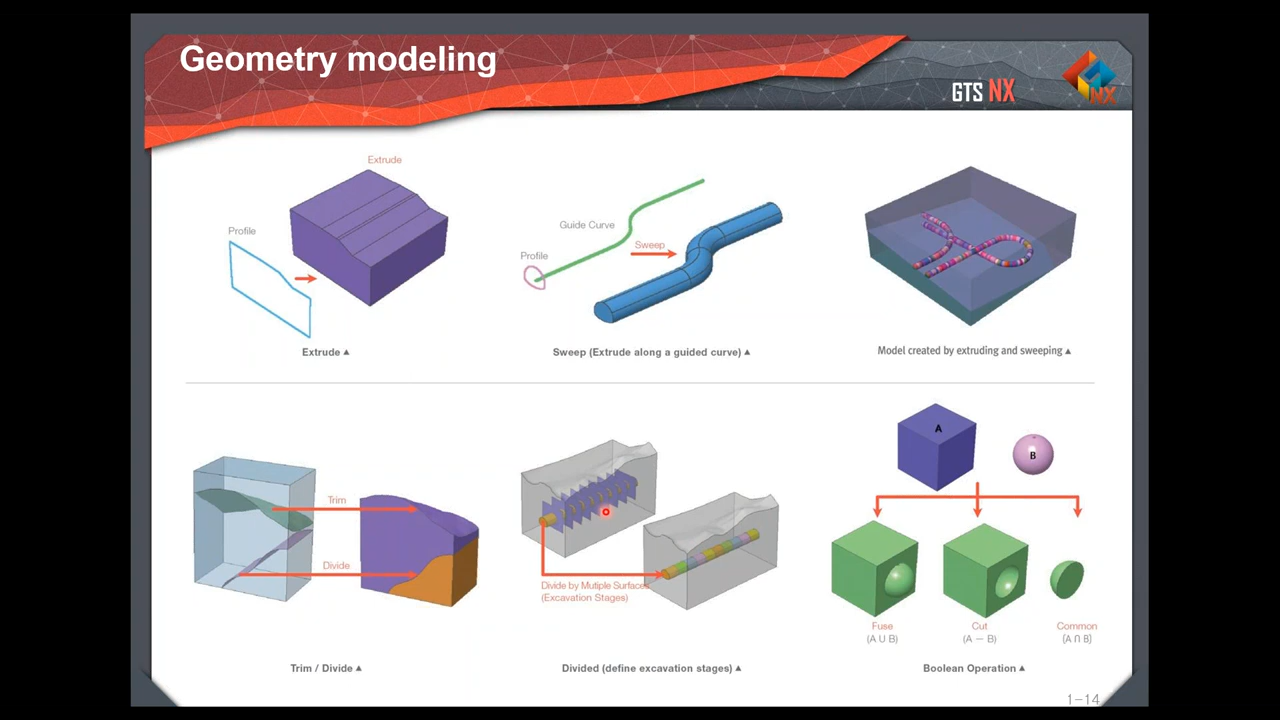 Geometry modeling
GTS NX
NX
Extrude
Profile
Extrude ▲
Guide Curve
Profile
Sweep
Sweep (Extrude along a guided curve) ▲
Model created by extruding and sweeping ▲
Trim
Divide
Trim / Divide ▲
Divide by Mutiple Surfaces
(Excavation Stages)
Divided (define excavation stages) ▲
A
B
Fuse
(A U B)
Cut
(A – B)
Common
(A ∩ B)
Boolean Operation ▲
1-14